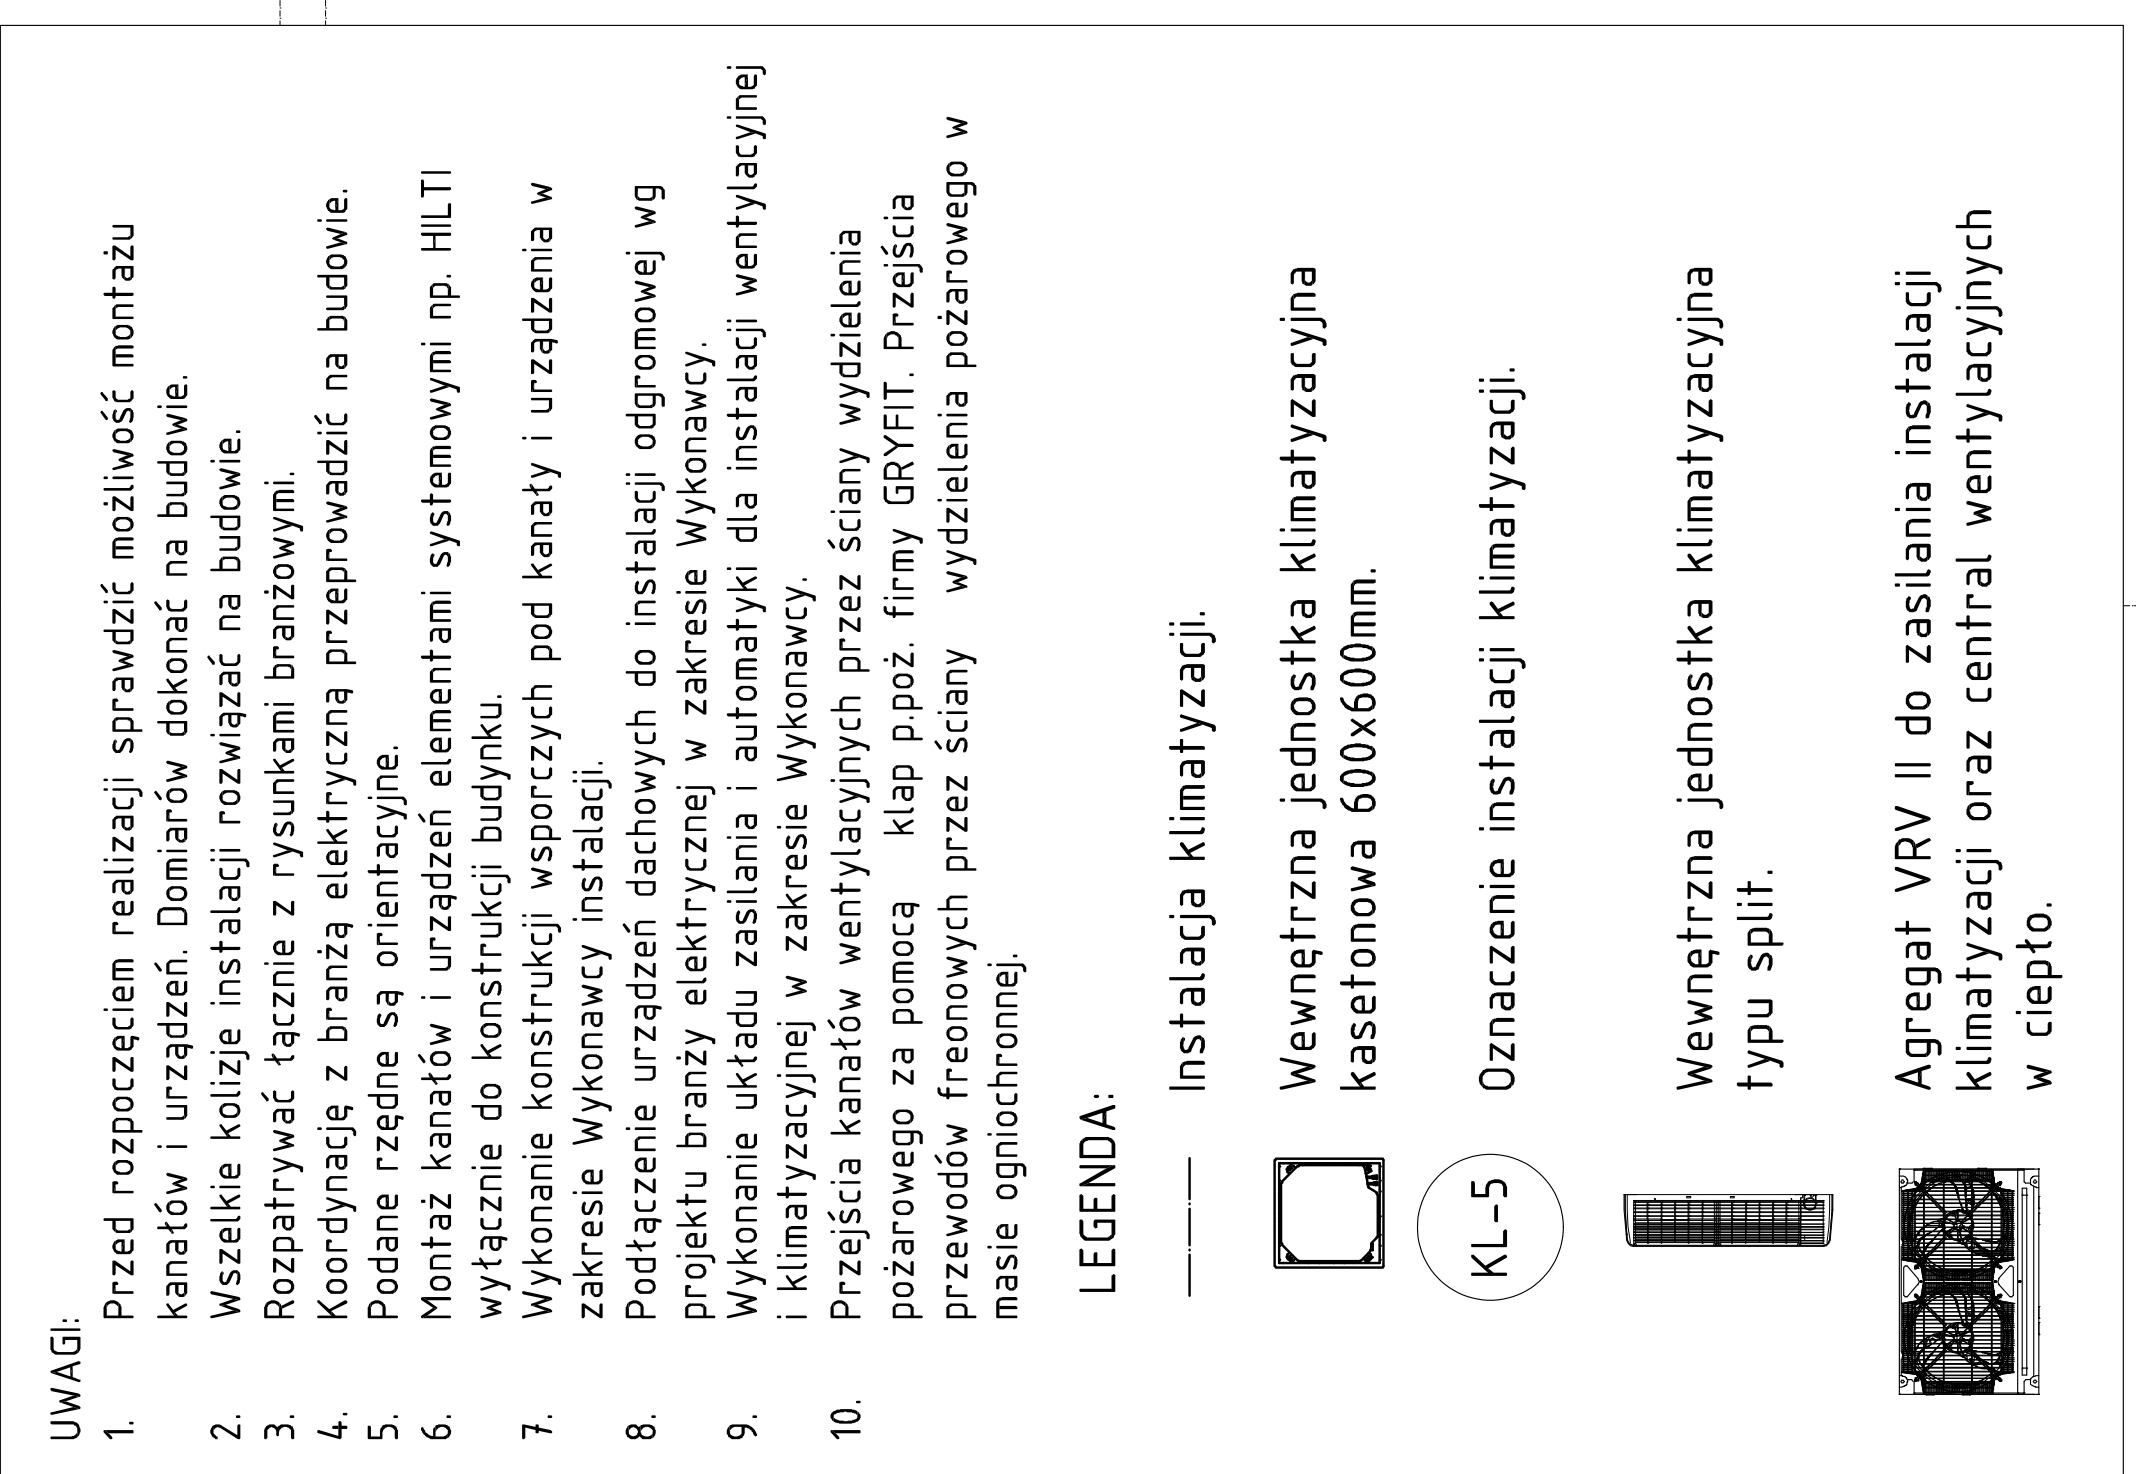 UWAGI:
1. Przed rozpoczęciem realizacji sprawdzić możliwość montażu
kanałów i urządzeń. Domiarów dokonać na budowie.
2. Wszelkie kolizje instalacji rozwiązać na budowie.
3. Rozpatrywać łącznie z rysunkami branżowymi.
4. Koordynację z branżą elektryczną przeprowadzić na budowie.
5. Podane rzędne są orientacyjne.
6. Montaż kanałów i urządzeń elementami systemowymi np. HILTI
wyłącznie do konstrukcji budynku.
7. Wykonanie konstrukcji wsporczych pod kanały i urządzenia w
zakresie Wykonawcy instalacji.
8. Podłączenie urządzeń dachowych do instalacji odgromowej wg
projektu branży elektrycznej w zakresie Wykonawcy.
9. Wykonanie układu zasilania i automatyki dla instalacji wentylacyjnej
i klimatyzacyjnej w zakresie Wykonawcy.
10. Przejścia kanałów wentylacyjnych przez ściany wydzielenia
pożarowego za pomocą klap p.poż. firmy GRYFIT. Przejścia
przewodów freonowych przez ściany wydzielenia pożarowego w
masie ogniochronnej.
LEGENDA:
Instalacja klimatyzacji.
Wewnętrzna jednostka klimatyzacyjna
kasetonowa 600x600mm.
KL-5 Oznaczenie instalacji klimatyzacji.
Wewnętrzna jednostka klimatyzacyjna
typu split.
Agregat VRV II do zasilania instalacji
klimatyzacji oraz central wentylacyjnych
w ciepło.